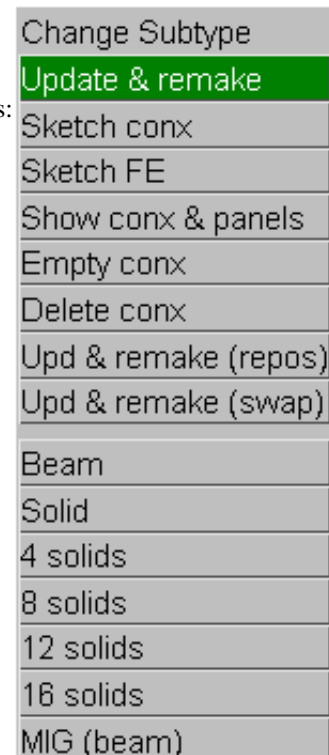 Change Subtype
Update & remake
s:
Sketch conx
Sketch FE
Show conx & panels
Empty conx
Delete conx
Upd & remake (repos)
Upd & remake (swap)
Beam
Solid
4 solids
8 solids
12 solids
16 solids
MIG (beam)